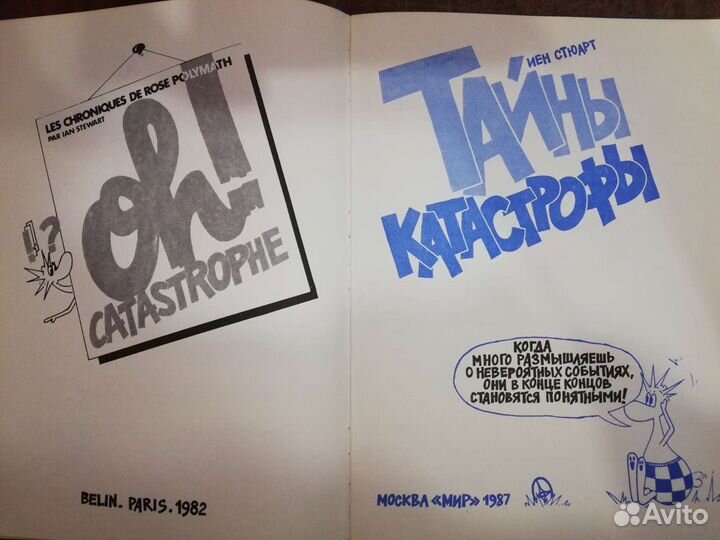 LES CHRONIQUES DE ROSE POLYMATH
PAR IAN STEWART
oh!
CATASTROPHE
!?
BELIN. PARIS. 1982
ИЕН СТЮАРТ
ТАЙНЫ
КАТАСТРОФЫ
КОГДА
МНОГО РАЗМЫШЛЯЕШЬ
О НЕВЕРОЯТНЫХ СОБЫТИЯХ,
ОНИ В КОНЦЕ КОНЦОВ
СТАНОВЯТСЯ ПОНЯТНЫМИ!
МОСКВА «МИР» 1987
Avito